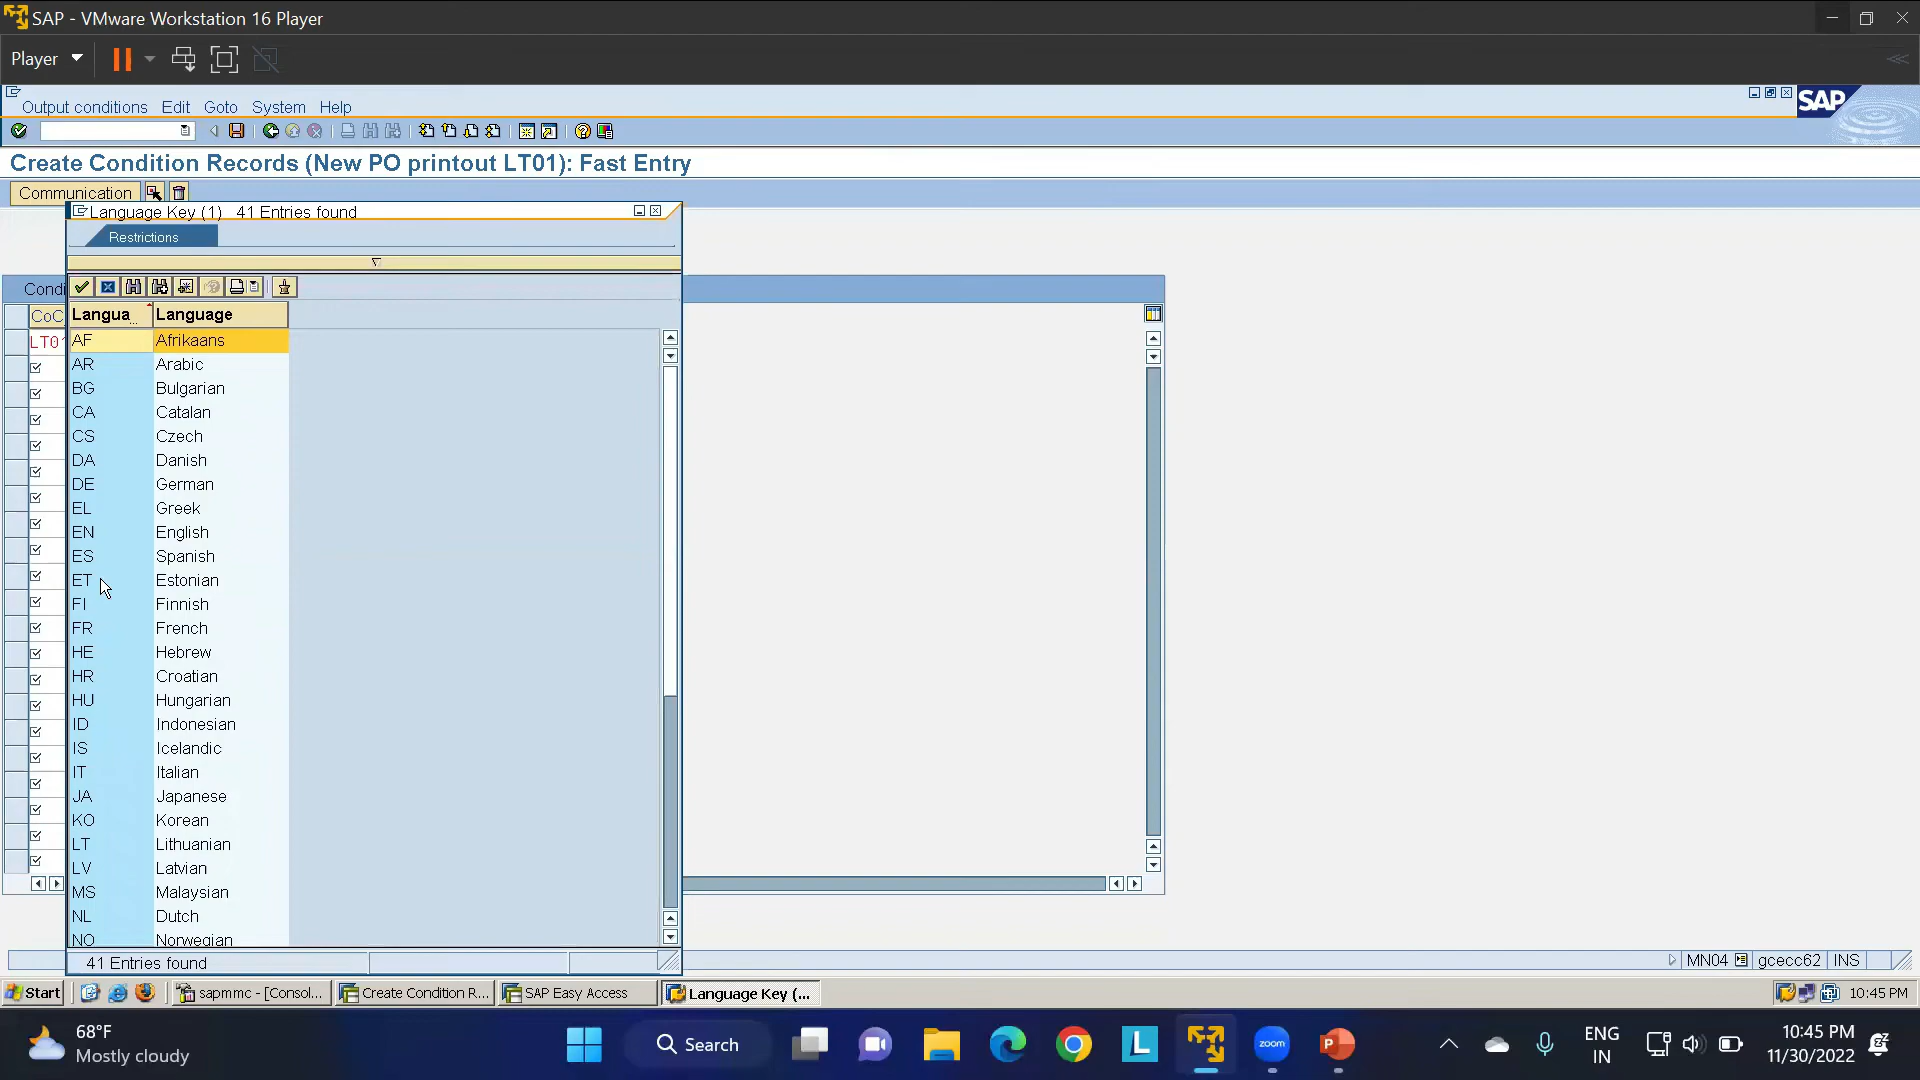 SAP - VMware Workstation 16 Player
Player
Output conditions Edit Goto System Help
SAP
Create Condition Records (New PO printout LT01): Fast Entry
Communication
Language Key (1) 41 Entries found
Restrictions
Condi
CoC
LT01
Langua... Language
AF Afrikaans
AR Arabic
BG Bulgarian
CA Catalan
CS Czech
DA Danish
DE German
EL Greek
EN English
ES Spanish
ET Estonian
FI Finnish
FR French
HE Hebrew
HR Croatian
HU Hungarian
ID Indonesian
IS Icelandic
IT Italian
JA Japanese
KO Korean
LT Lithuanian
LV Latvian
MS Malaysian
NL Dutch
NO Norwegian
41 Entries found
MN04 gcecc62 INS
Start sapmmc - [Consol... Create Condition R... SAP Easy Access Language Key (... 10:45 PM
68°F
Mostly cloudy
Search
L
zoom
P
ENG
IN
10:45 PM
11/30/2022